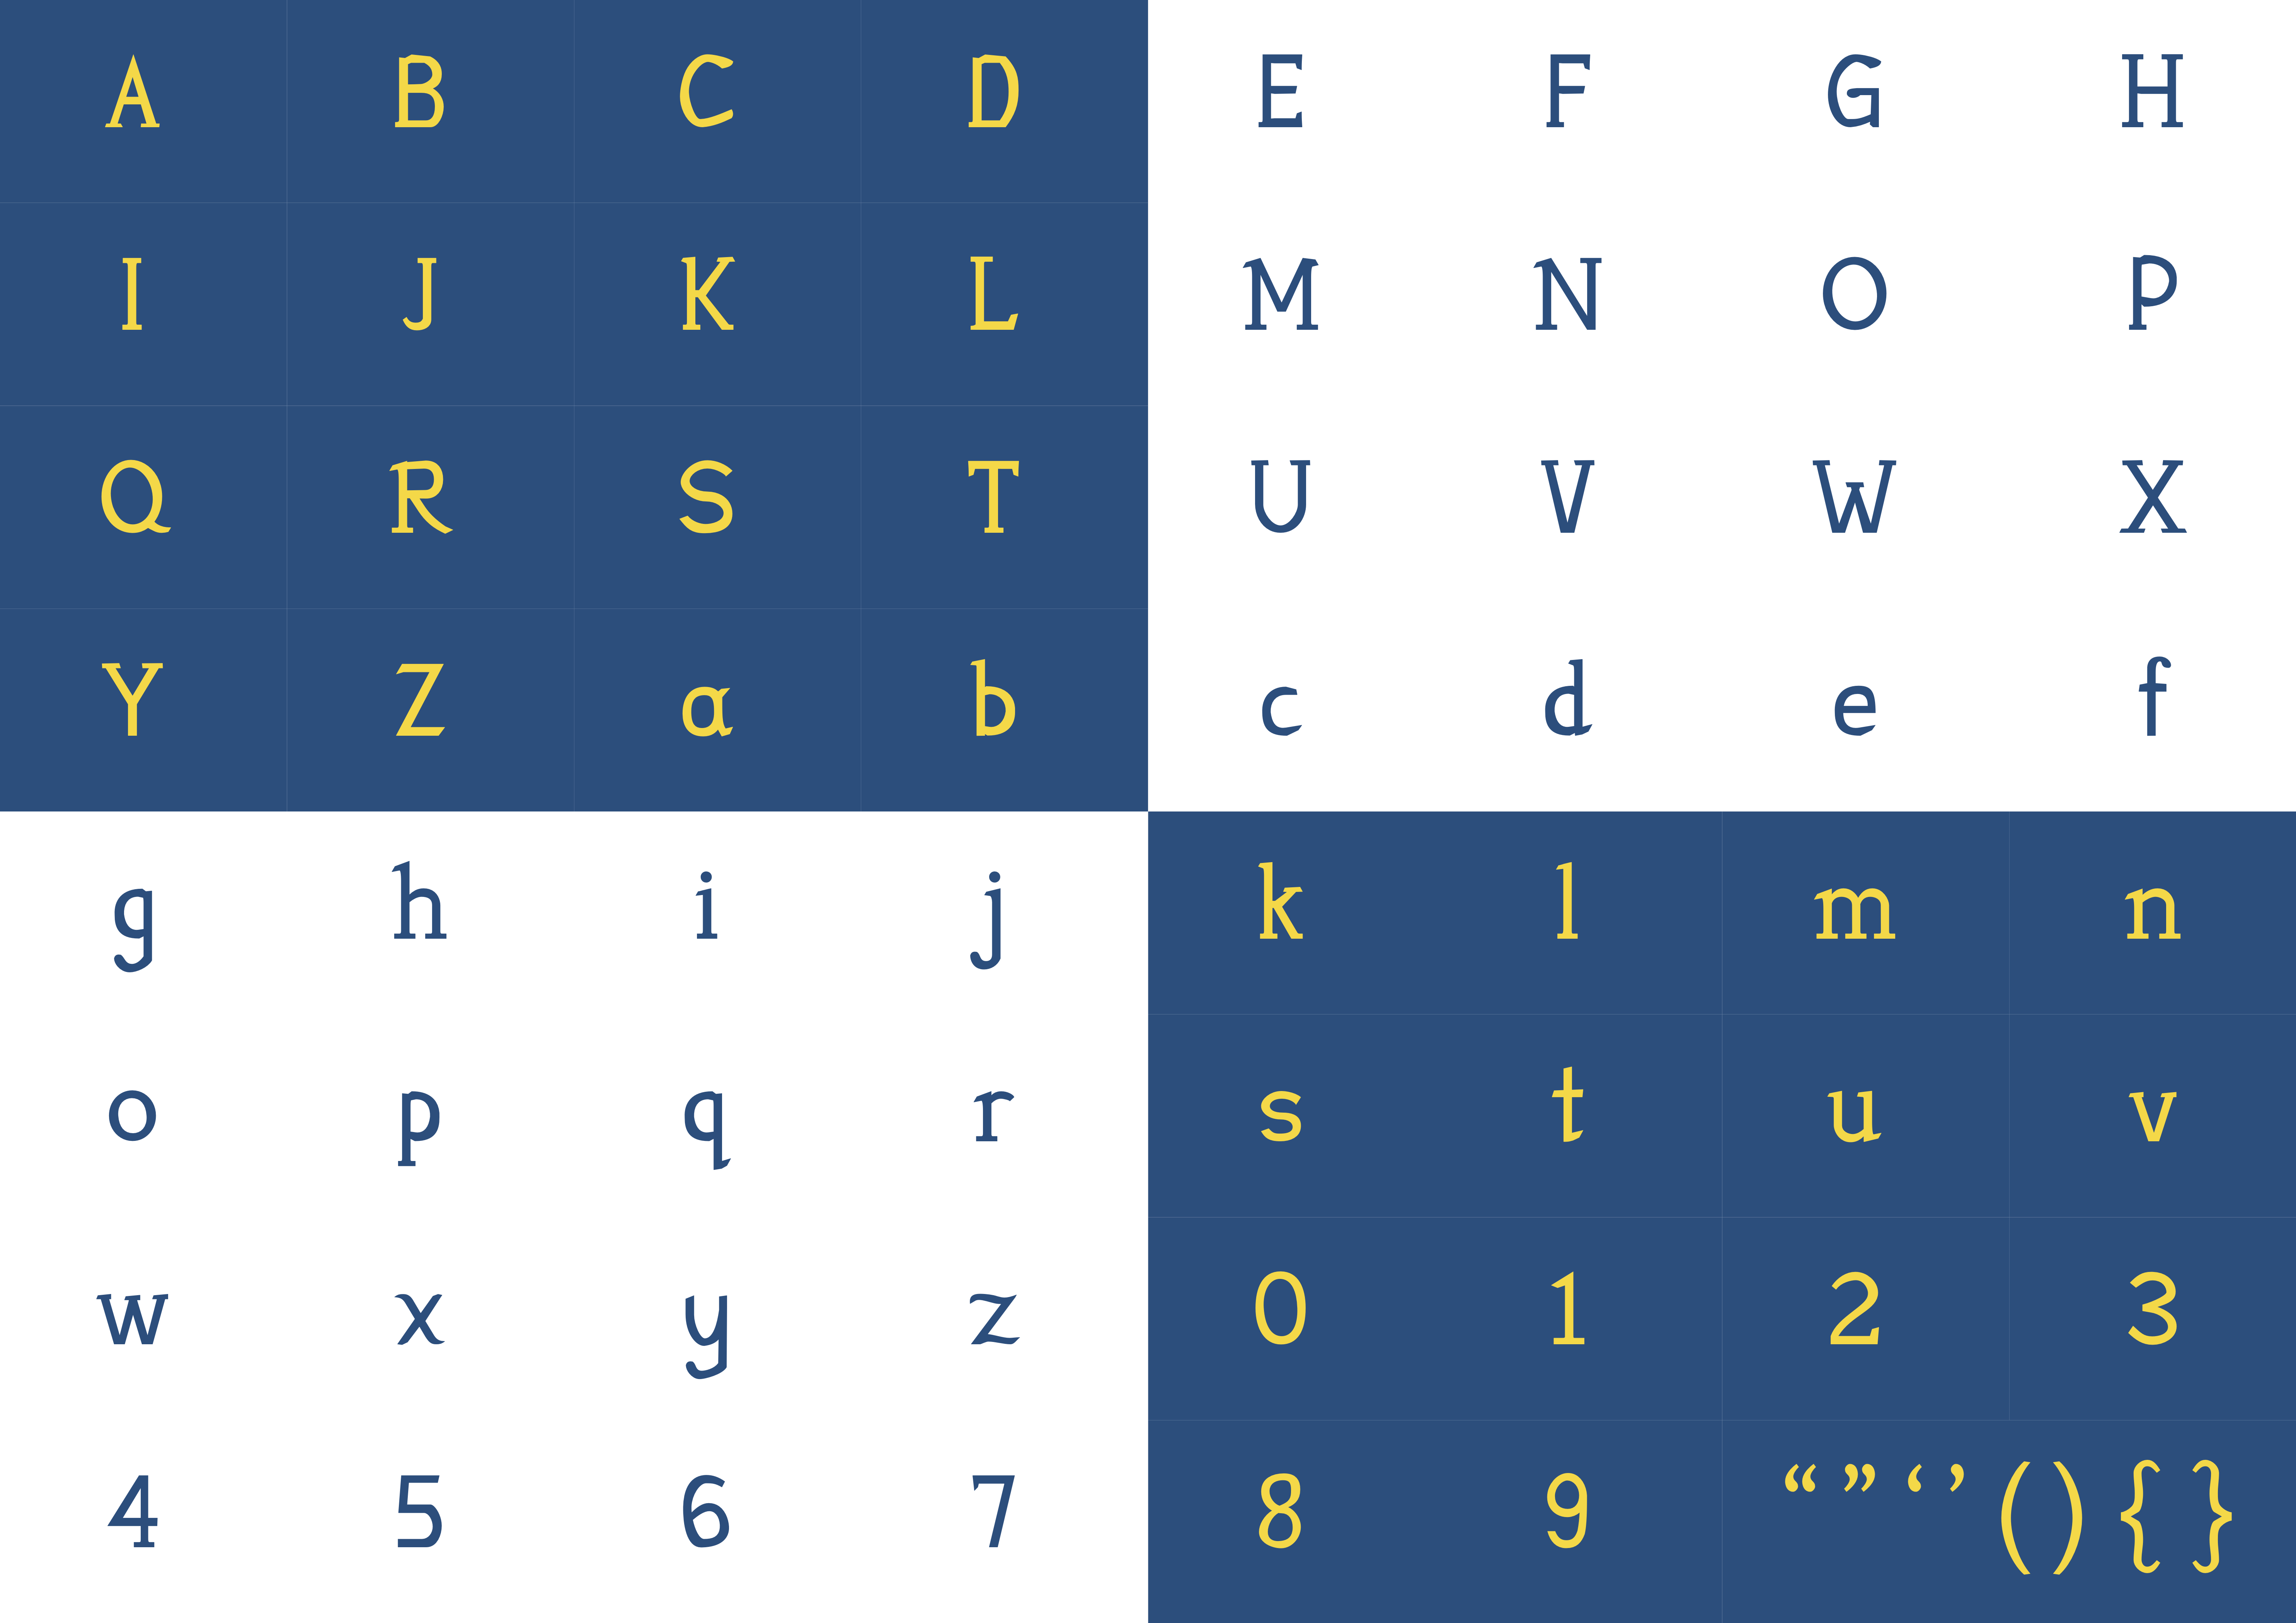 A B C D E F G H
I J K L M N O P
Q R S T U V W X
Y Z a b c d e f
g h i j k l m n
o p q r s t u v
w x y z 0 1 2 3
4 5 6 7 8 9 “ ” ‘ ’ ( ) { }